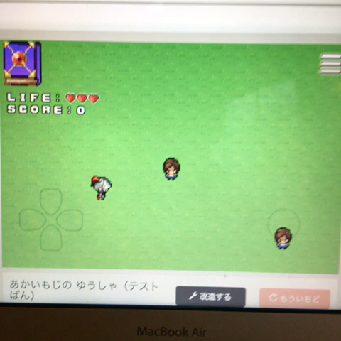 LIFE:
SCORE:0
あかいもじの ゆうしゃ（テスト
ばん）
改造する
もういちど
MacBook Air